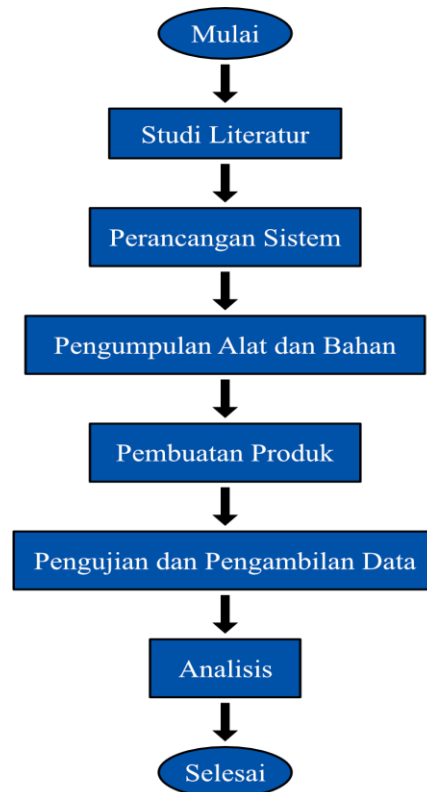 Mulai
Studi Literatur
Perancangan Sistem
Pengumpulan Alat dan Bahan
Pembuatan Produk
Pengujian dan Pengambilan Data
Analisis
Selesai